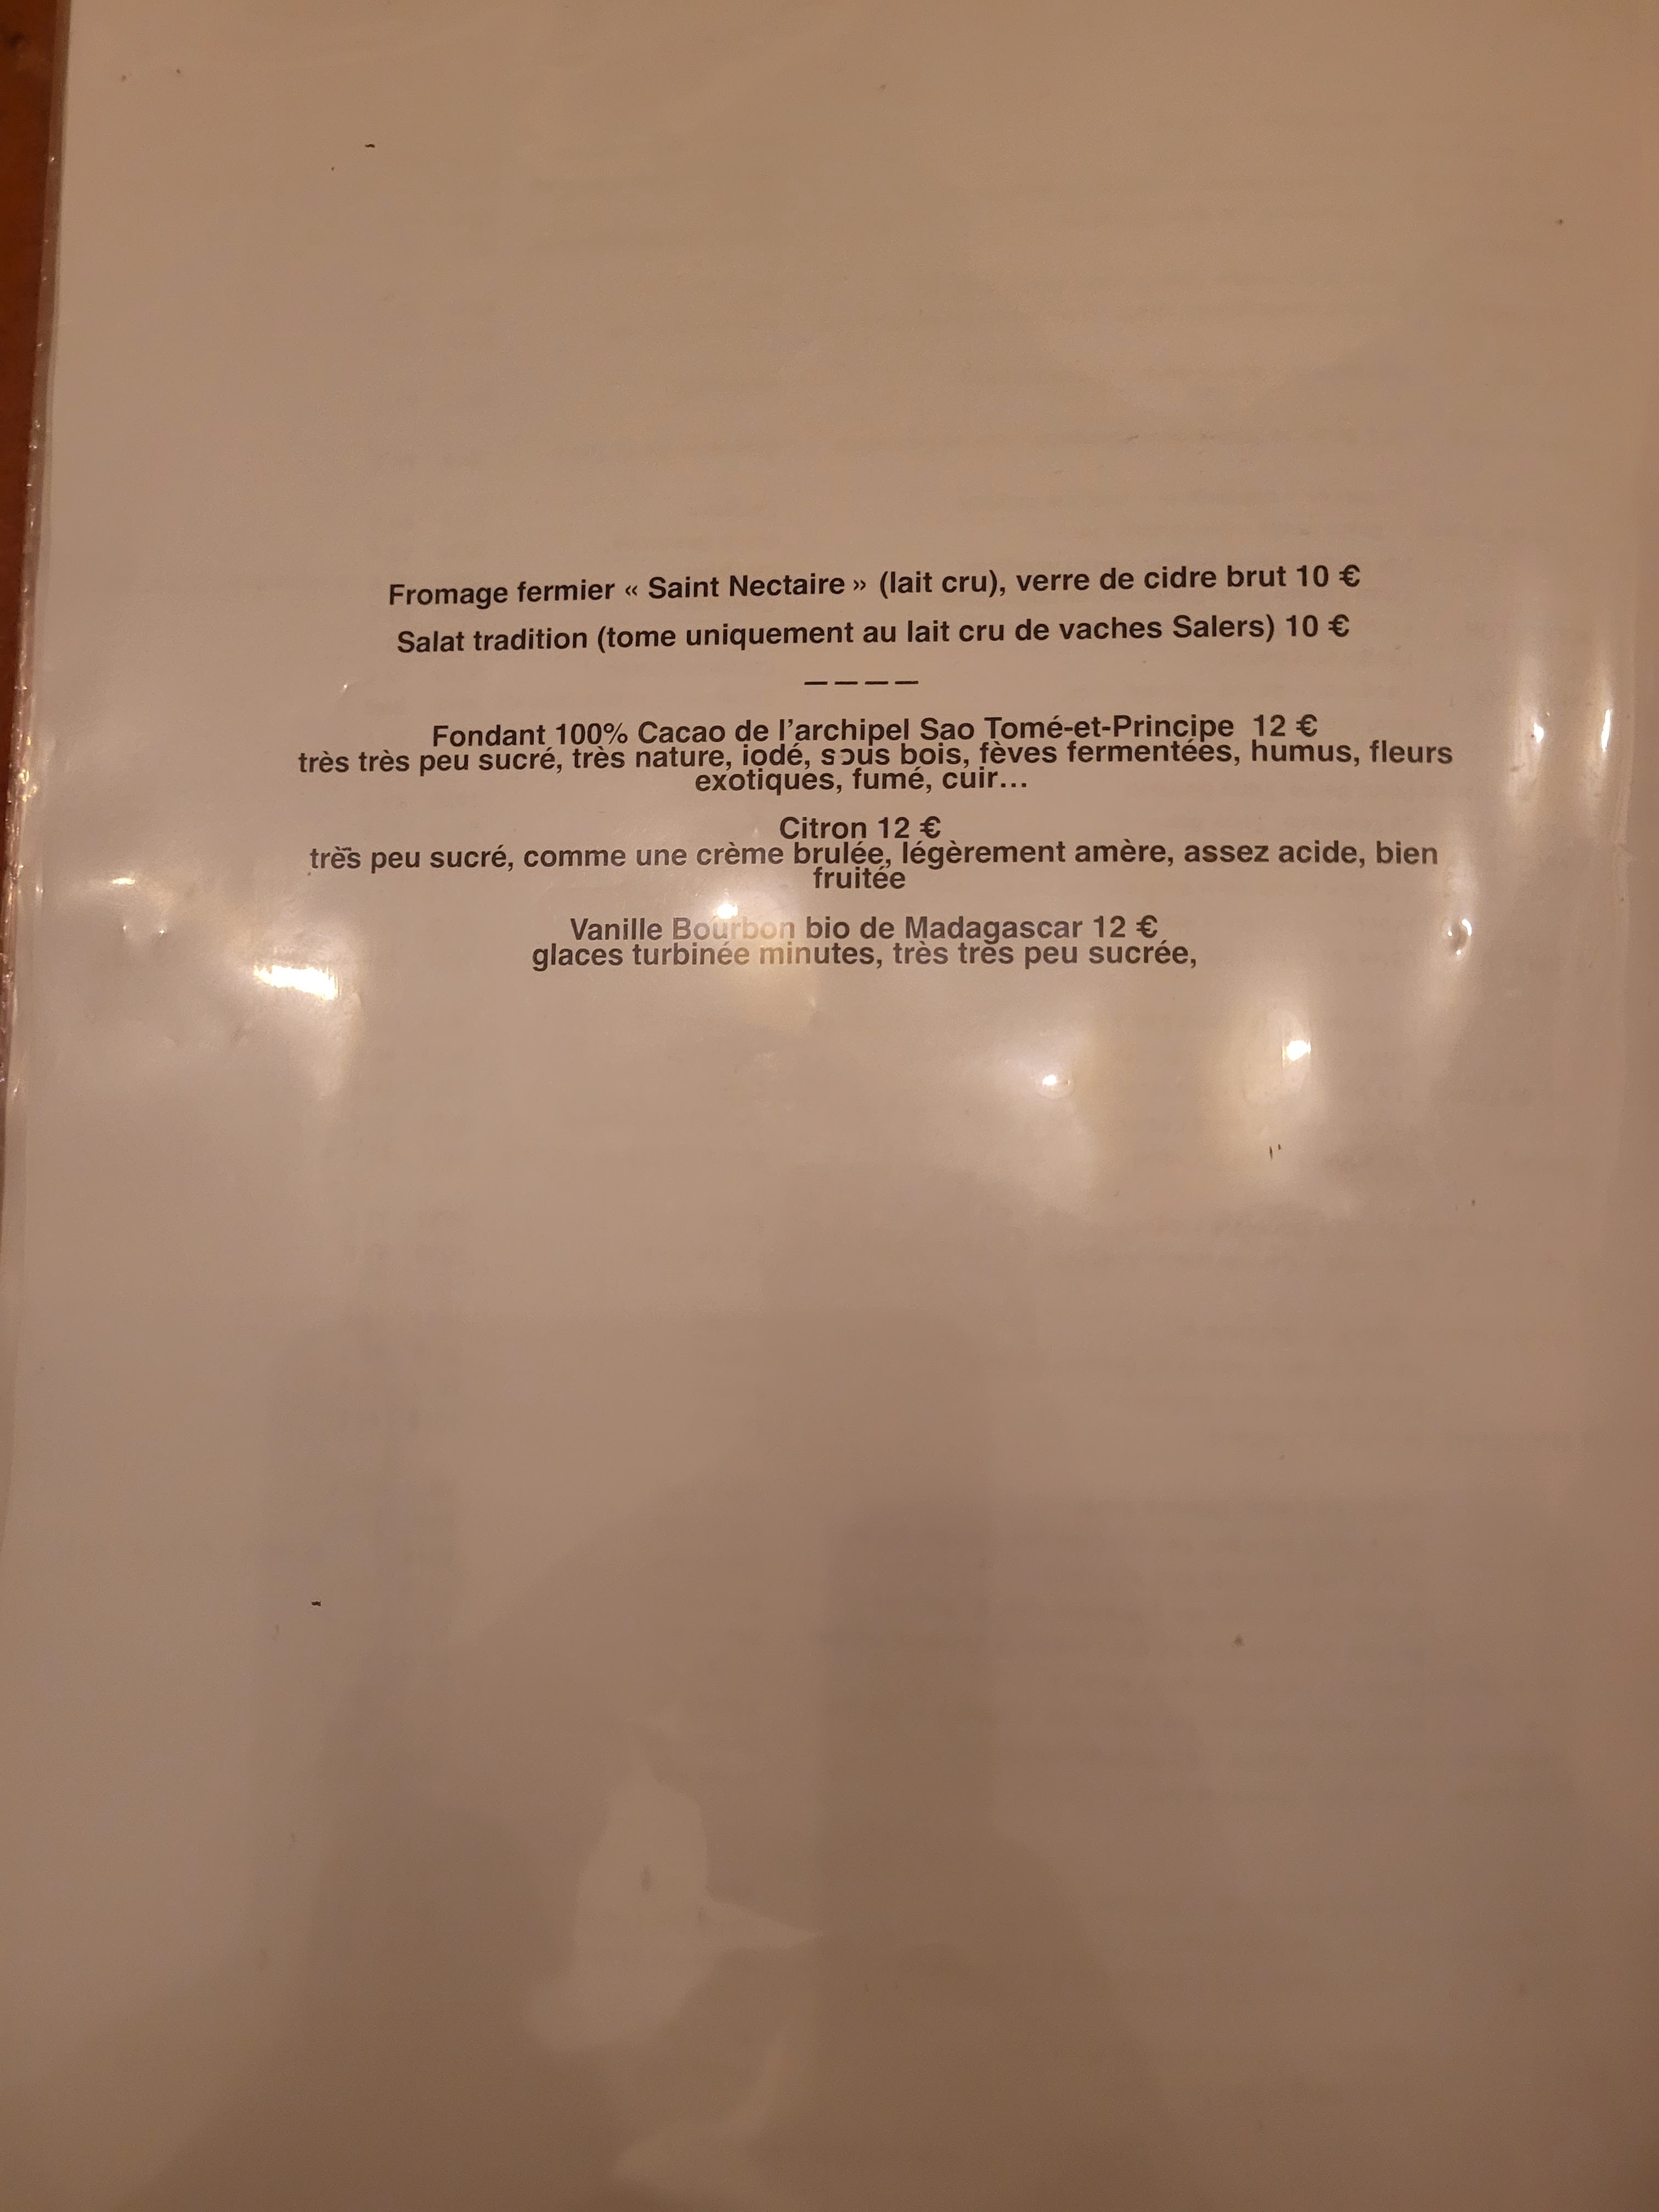 Fromage fermier « Saint Nectaire » (lait cru), verre de cidre brut 10 €
Salat tradition (tome uniquement au lait cru de vaches Salers) 10 €
————
Fondant 100% Cacao de l’archipel Sao Tomé-et-Principe 12 €
très très peu sucré, très nature, iodé, sous bois, fèves fermentées, humus, fleurs
exotiques, fumé, cuir…
Citron 12 €
très peu sucré, comme une crème brulée, légèrement amère, assez acide, bien
fruitée
Vanille Bourbon bio de Madagascar 12 €
glaces turbinée minutes, très très peu sucrée,